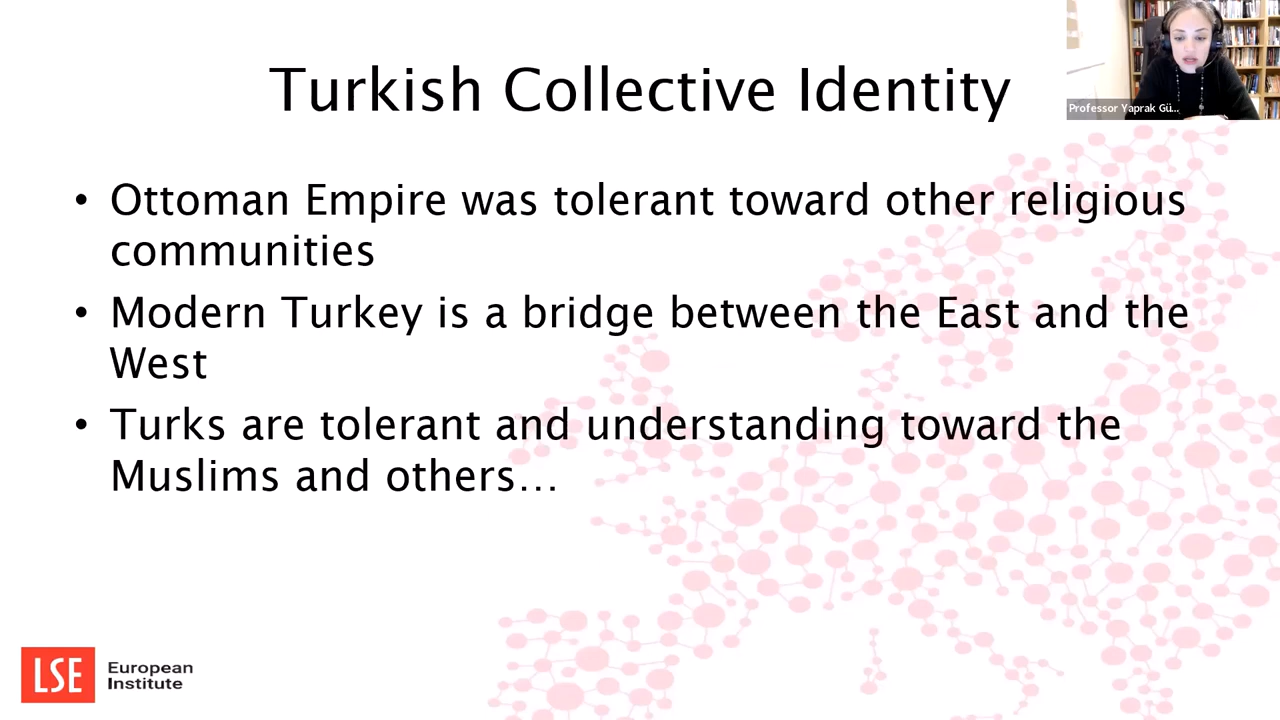 Turkish Collective Identity
Professor Yaprak Gü...
• Ottoman Empire was tolerant toward other religious
communities
• Modern Turkey is a bridge between the East and the
West
• Turks are tolerant and understanding toward the
Muslims and others…
LSE
European
Institute